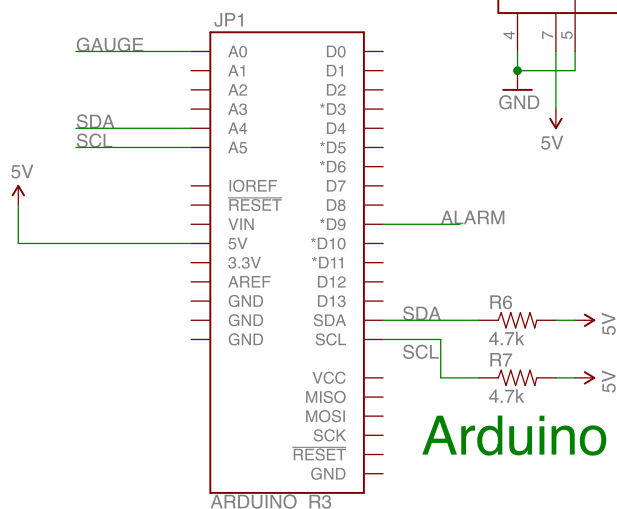 JP1
GAUGE
A0
A1
A2
A3
SDA
A4
SCL
A5
5V
IOREF
RESET
VIN
5V
3.3V
AREF
GND
GND
GND
D0
D1
D2
*D3
D4
*D5
*D6
D7
D8
*D9
*D10
*D11
D12
D13
SDA
SCL
VCC
MISO
MOSI
SCK
RESET
GND
ARDUINO R3
4
7
5
GND
5V
ALARM
SDA
R6
4.7k
5V
SCL
R7
4.7k
5V
Arduino